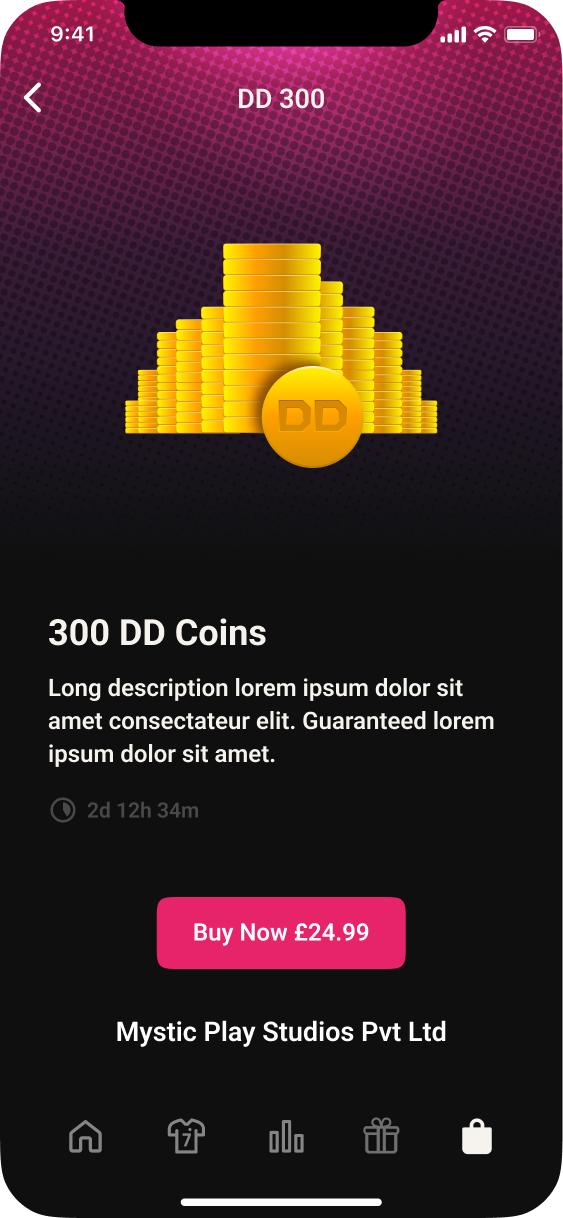 9:41
DD 300
DD
300 DD Coins
Long description lorem ipsum dolor sit
amet consectateur elit. Guaranteed lorem
ipsum dolor sit amet.
2d 12h 34m
Buy Now £24.99
Mystic Play Studios Pvt Ltd
7